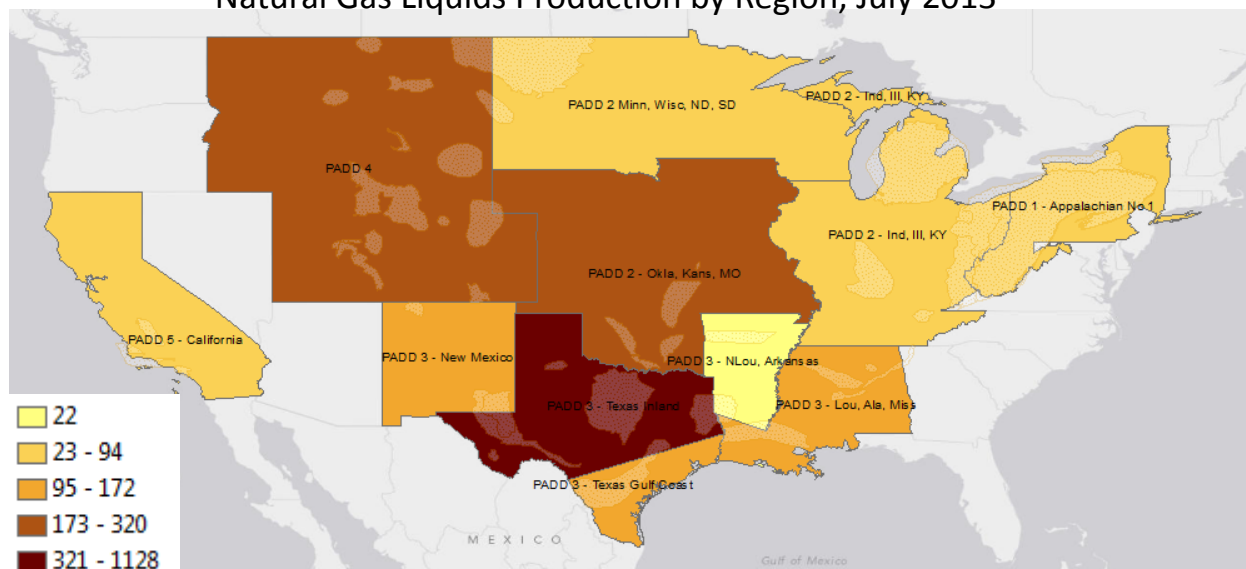 Natural Gas Liquids Production by Region, July 2013
PADD 2 Minn, Wisc, ND, SD
PADD 2 - Ind, Ill, KY
PADD 4
PADD 1 - Appalachian No 1
PADD 2 - Ind, Ill, KY
PADD 2 - Okla, Kans, MO
PADD 5 - California
PADD 3 - New Mexico
PADD 3 - NLou, Arkansas
PADD 3 - Texas Inland
PADD 3 - Lou, Ala, Miss
PADD 3 - Texas Gulf Coast
MEXICO
Gulf of Mexico
22
23 - 94
95 - 172
173 - 320
321 - 1128